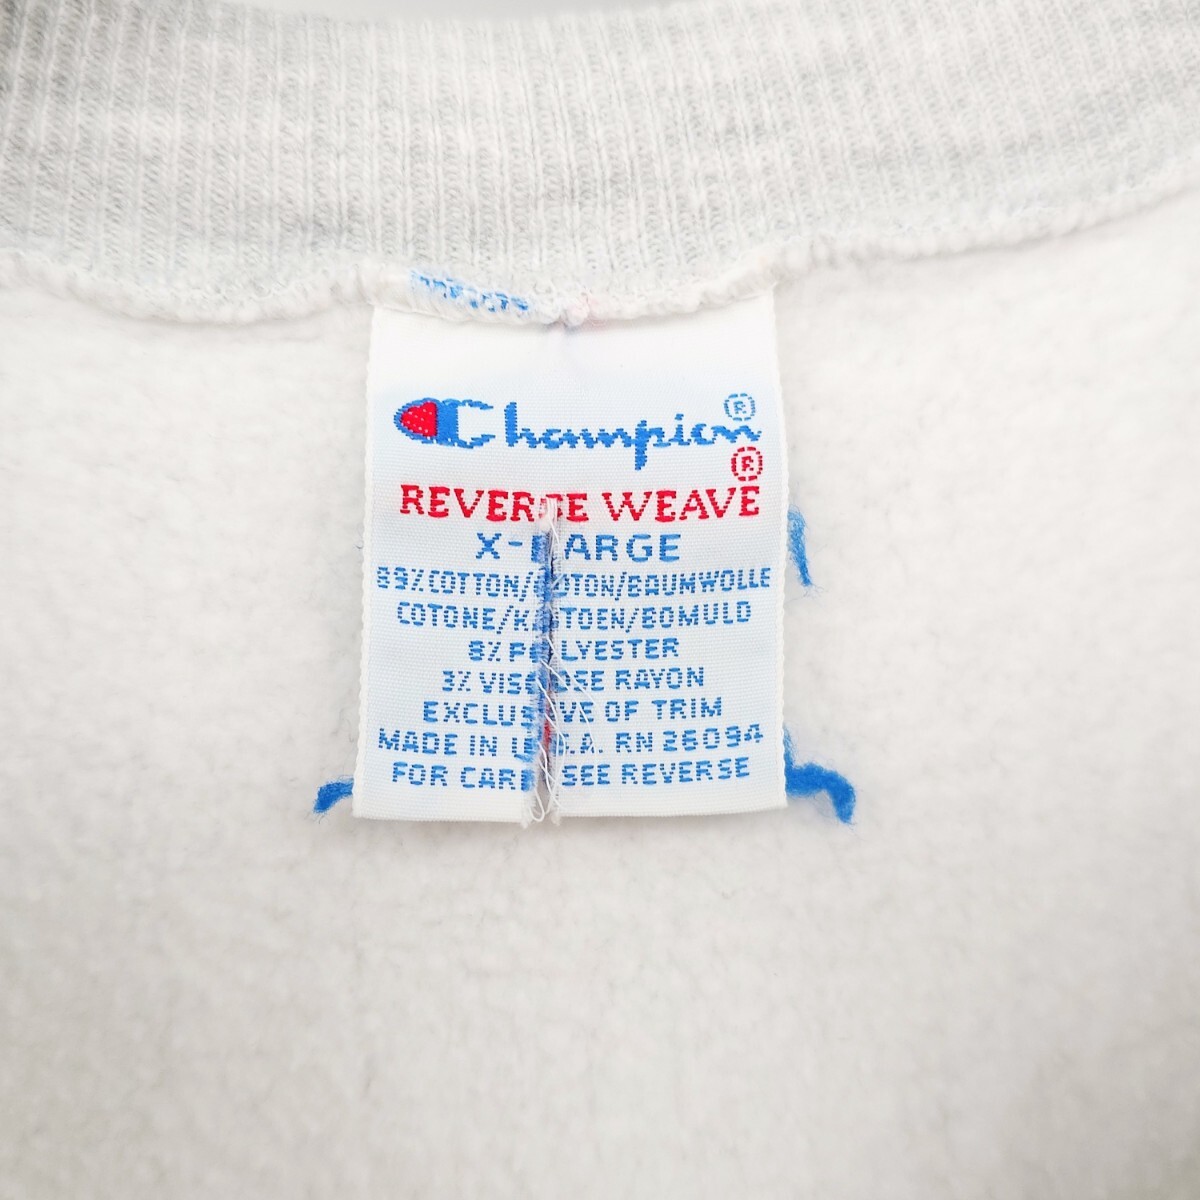 Champion®
REVERSE WEAVE®
X-LARGE
89% COTTON/COTON/BAUMWOLLE
COTONE/KATOEN/BOMULD
8% POLYESTER
3% VISCOSE RAYON
EXCLUSIVE OF TRIM
MADE IN U.S.A. RN 26094
FOR CARE SEE REVERSE